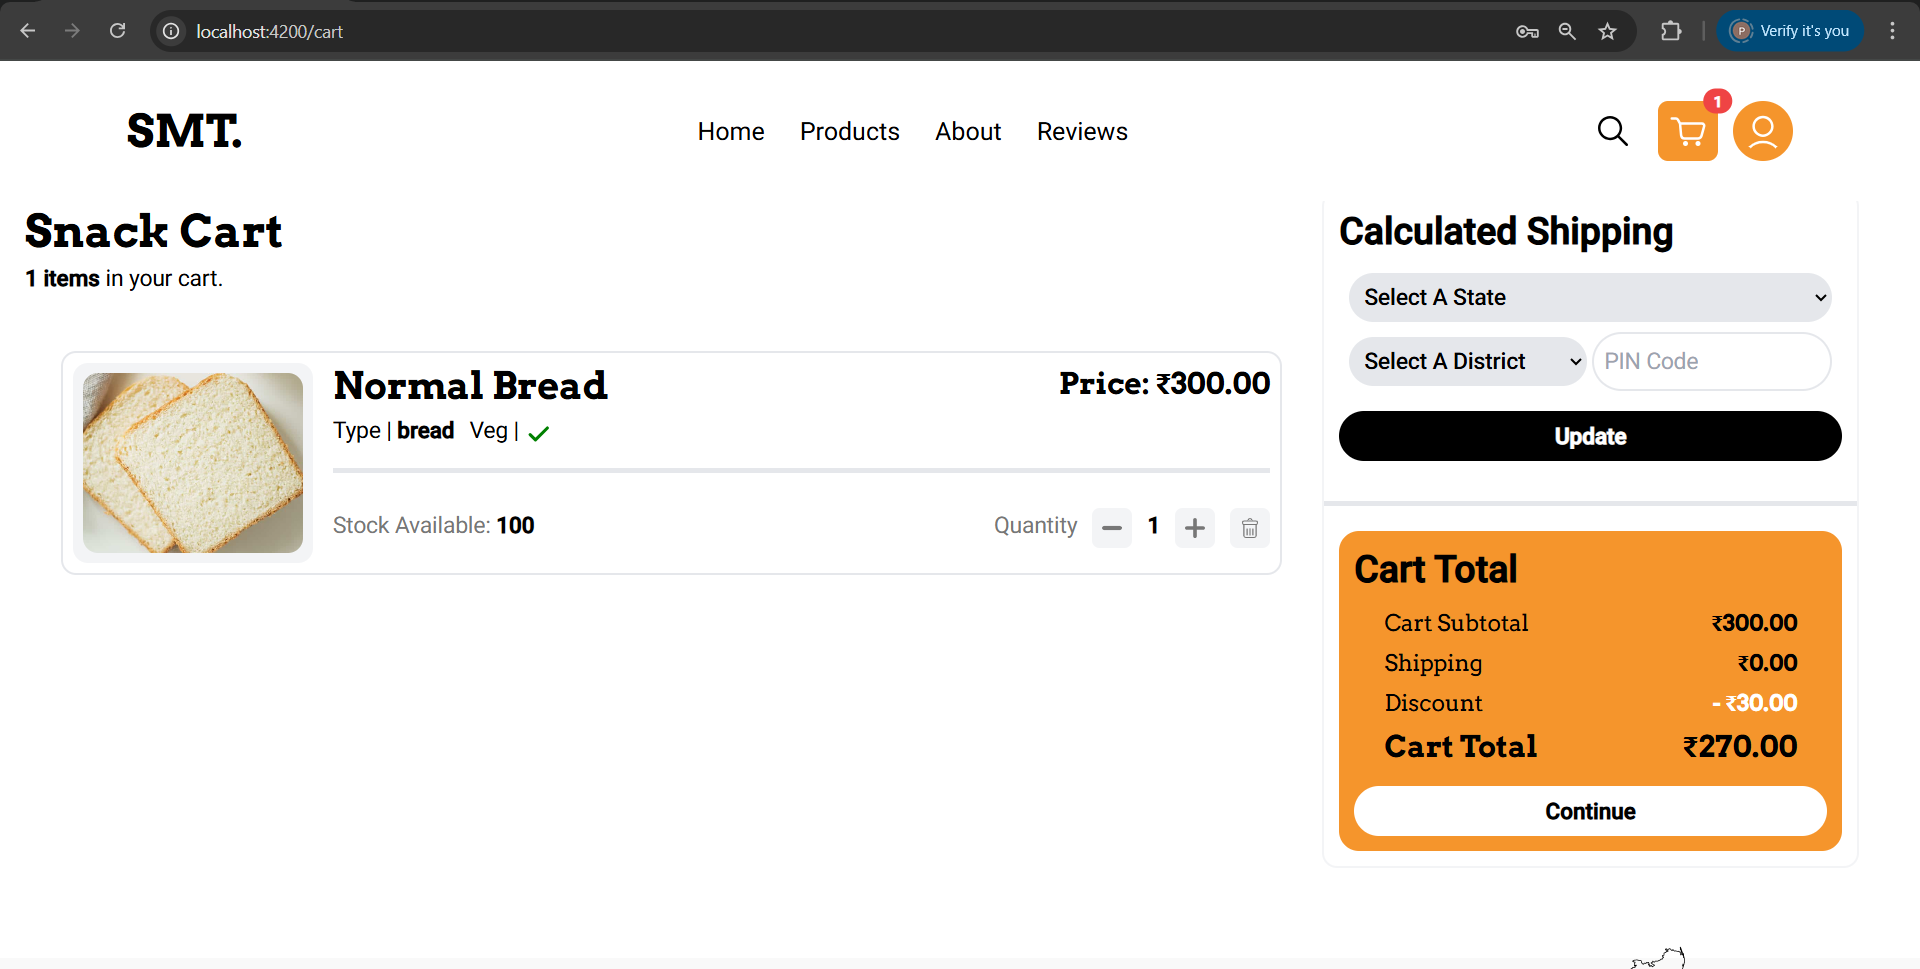 localhost:4200/cart
P Verify it's you
SMT.
Home Products About Reviews
1
Snack Cart
1 items in your cart.
Normal Bread
Price: ₹300.00
Type | bread Veg |
Stock Available: 100
Quantity 1
Calculated Shipping
Select A State
Select A District
PIN Code
Update
Cart Total
Cart Subtotal ₹300.00
Shipping ₹0.00
Discount - ₹30.00
Cart Total ₹270.00
Continue